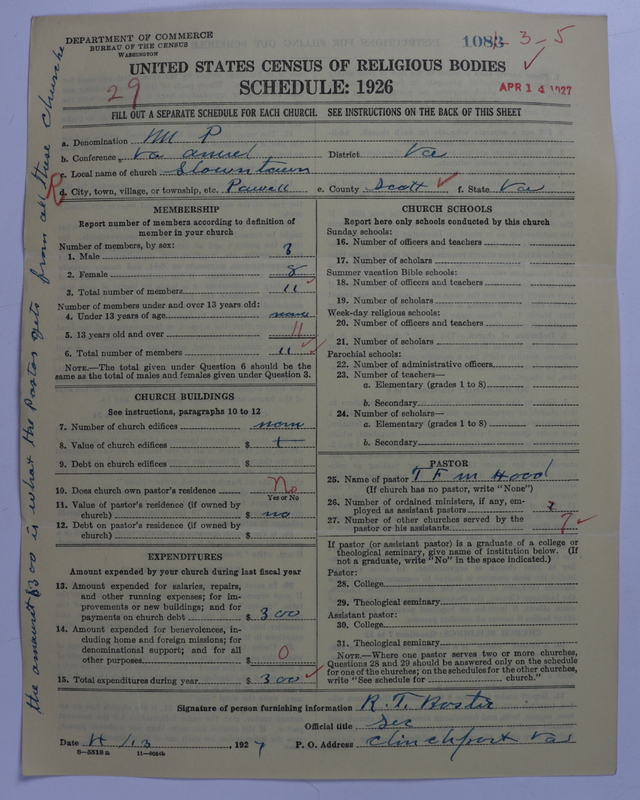 DEPARTMENT OF COMMERCE
BUREAU OF THE CENSUS
WASHINGTON
108 3-5
UNITED STATES CENSUS OF RELIGIOUS BODIES
29
SCHEDULE: 1926
APR 14 1927
FILL OUT A SEPARATE SCHEDULE FOR EACH CHURCH. SEE INSTRUCTIONS ON THE BACK OF THIS SHEET
a. Denomination M P
b. Conference Va District Va
c. Local name of church
d. City, town, village, or township, etc. Powell e. County Scott f. State Va
MEMBERSHIP
Report number of members according to definition of
member in your church
Number of members, by sex:
1. Male 3
2. Female 8
3. Total number of members 11
Number of members under and over 13 years old:
4. Under 13 years of age none
5. 13 years old and over 11
6. Total number of members 11
NOTE.—The total given under Question 6 should be the
same as the total of males and females given under Question 3.
CHURCH BUILDINGS
See instructions, paragraphs 10 to 12
7. Number of church edifices none
8. Value of church edifices $
9. Debt on church edifices $
10. Does church own pastor's residence No
Yes or No
11. Value of pastor's residence (if owned by
church) $ no
12. Debt on pastor's residence (if owned by
church) $
EXPENDITURES
Amount expended by your church during last fiscal year
13. Amount expended for salaries, repairs,
and other running expenses; for im-
provements or new buildings; and for
payments on church debt $ 3 00
14. Amount expended for benevolences, in-
cluding home and foreign missions; for
denominational support; and for all
other purposes $ 0
15. Total expenditures during year $ 3 00
CHURCH SCHOOLS
Report here only schools conducted by this church
Sunday schools:
16. Number of officers and teachers
17. Number of scholars
Summer vacation Bible schools:
18. Number of officers and teachers
19. Number of scholars
Week-day religious schools:
20. Number of officers and teachers
21. Number of scholars
Parochial schools:
22. Number of administrative officers
23. Number of teachers—
a. Elementary (grades 1 to 8)
b. Secondary
24. Number of scholars—
a. Elementary (grades 1 to 8)
b. Secondary
PASTOR
25. Name of pastor T F M Hood
(If church has no pastor, write "None")
26. Number of ordained ministers, if any, em-
ployed as assistant pastors
27. Number of other churches served by the
pastor or his assistants 7
If pastor (or assistant pastor) is a graduate of a college or
theological seminary, give name of institution below. (If
not a graduate, write "No" in the space indicated.)
Pastor:
28. College
29. Theological seminary
Assistant pastor:
30. College
31. Theological seminary
NOTE.—Where one pastor serves two or more churches,
Questions 28 and 29 should be answered only on the schedule
for one of the churches; on the schedules for the other churches,
write "See schedule for church."
Signature of person furnishing information R. T.
Official title Sec
Date 4/13, 1927 P. O. Address Clinchport Va
8—5518 a
the amount $3 00 is what the Pastor gets from all these Churche